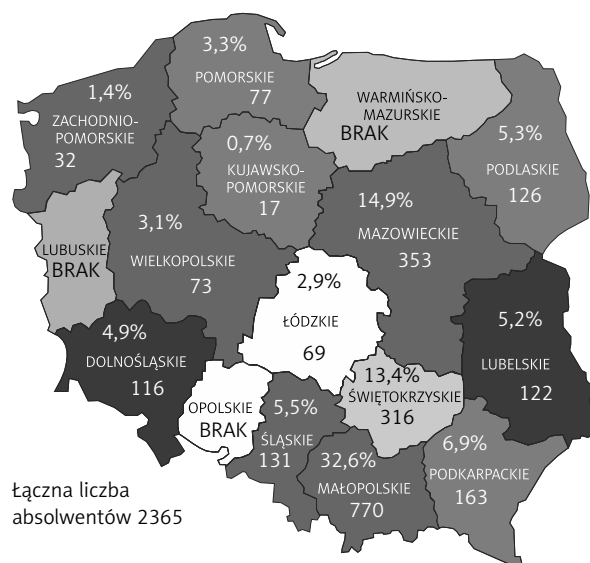 3,3%
POMORSKIE
77
1,4%
ZACHODNIO-
POMORSKIE
32
WARMIŃSKO-
MAZURSKIE
BRAK
0,7%
KUJAWSKO-
POMORSKIE
17
5,3%
PODLASKIE
126
14,9%
MAZOWIECKIE
353
3,1%
WIELKOPOLSKIE
73
LUBUSKIE
BRAK
2,9%
ŁÓDZKIE
69
4,9%
DOLNOŚLĄSKIE
116
5,2%
LUBELSKIE
122
13,4%
ŚWIĘTOKRZYSKIE
316
OPOLSKIE
BRAK
5,5%
ŚLĄSKIE
131
32,6%
MAŁOPOLSKIE
770
6,9%
PODKARPACKIE
163
Łączna liczba
absolwentów 2365